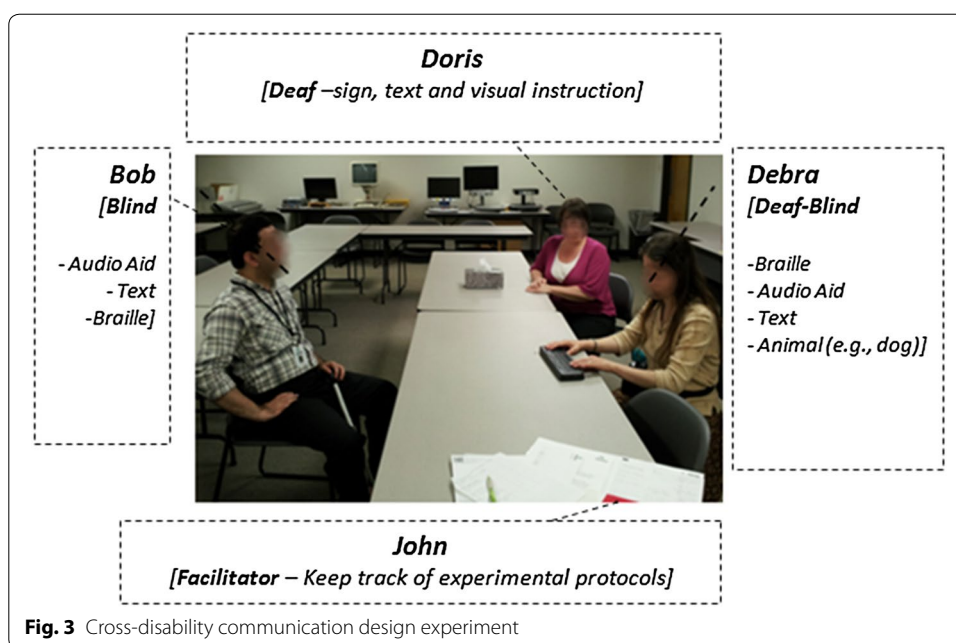 Doris
[Deaf –sign, text and visual instruction]
Bob
[Blind
- Audio Aid
- Text
-Braille]
Debra
[Deaf-Blind
-Braille
- Audio Aid
- Text
- Animal (e.g., dog)]
John
[Facilitator – Keep track of experimental protocols]
Fig. 3 Cross-disability communication design experiment